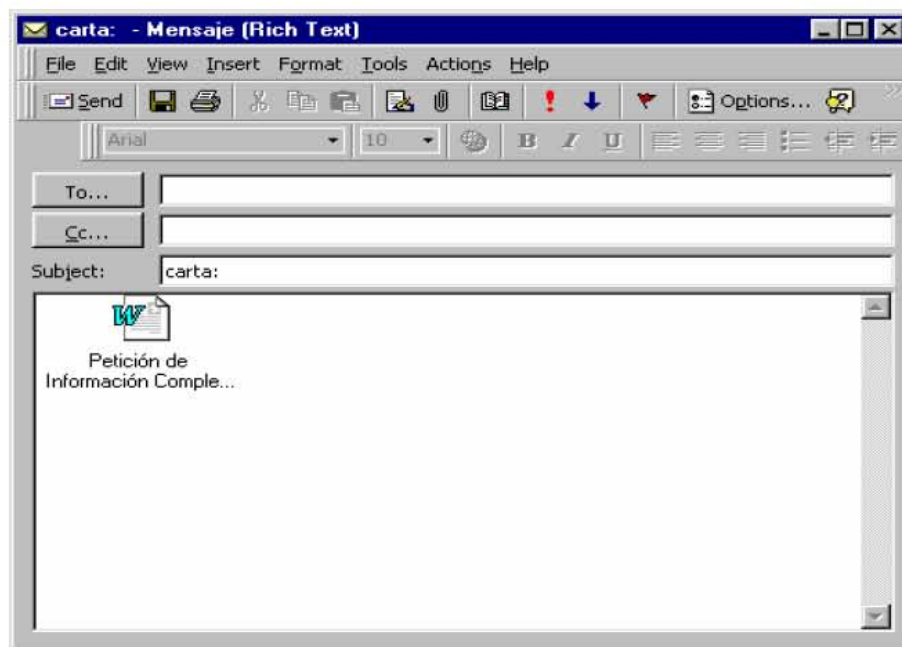 carta: - Mensaje (Rich Text)
File Edit View Insert Format Tools Actions Help
Send Options...
Arial 10 B I U
To...
Cc...
Subject: carta:
W
Petición de
Información Comple...